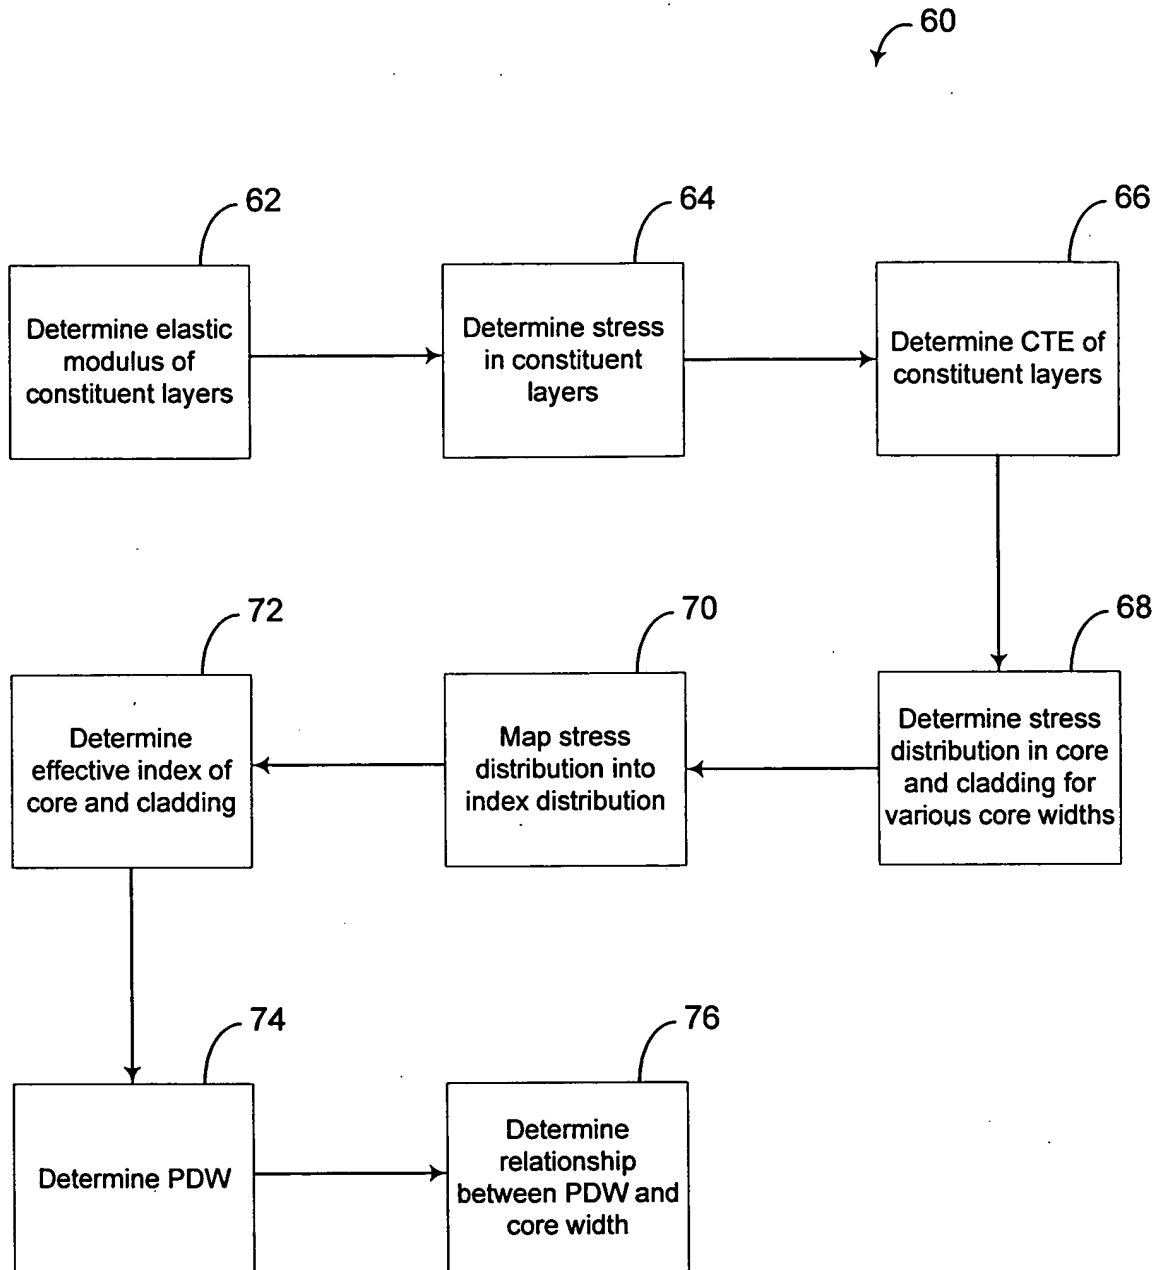 60
62
Determine elastic
modulus of
constituent layers
64
Determine stress
in constituent
layers
66
Determine CTE of
constituent layers
68
Determine stress
distribution in core
and cladding for
various core widths
70
Map stress
distribution into
index distribution
72
Determine
effective index of
core and cladding
74
Determine PDW
76
Determine
relationship
between PDW and
core width